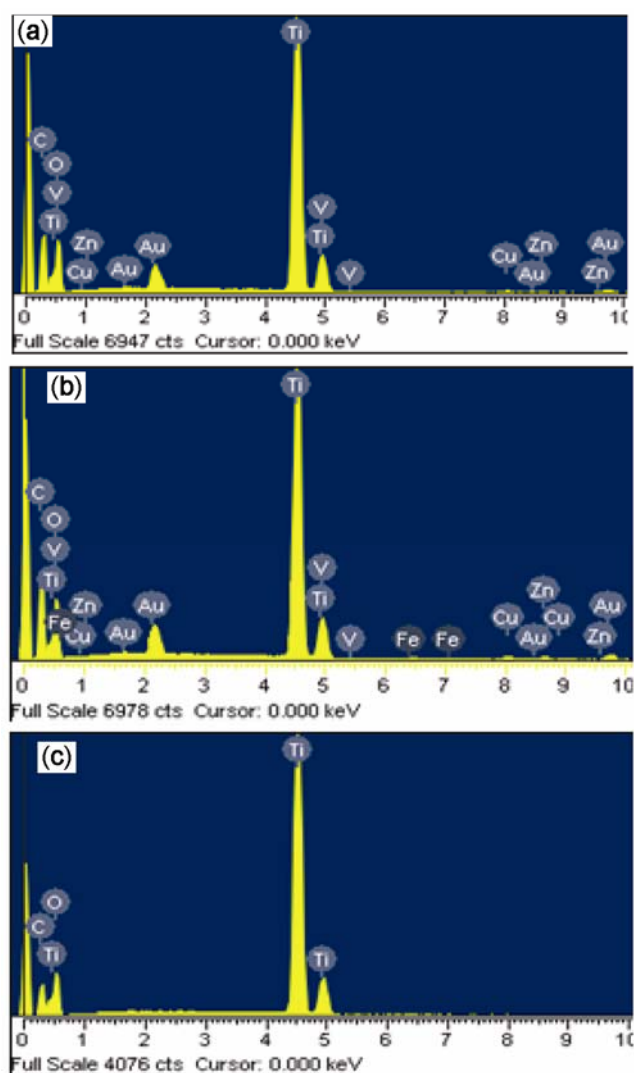 (a)
Ti
C
O
V V
Zn Ti Au Zn Au
Ti Cu Au Ti V Cu Au Zn
0 1 2 3 4 5 6 7 8 9 10
Full Scale 6947 cts Cursor: 0.000 keV
(b)
Ti
C
O
V V Zn
Ti Zn Au Ti Cu Cu Au
Fe Cu Au V Fe Fe Au Zn
0 1 2 3 4 5 6 7 8 9 10
Full Scale 6978 cts Cursor: 0.000 keV
(c)
Ti
O
C
Ti Ti
0 1 2 3 4 5 6 7 8 9 10
Full Scale 4076 cts Cursor: 0.000 keV